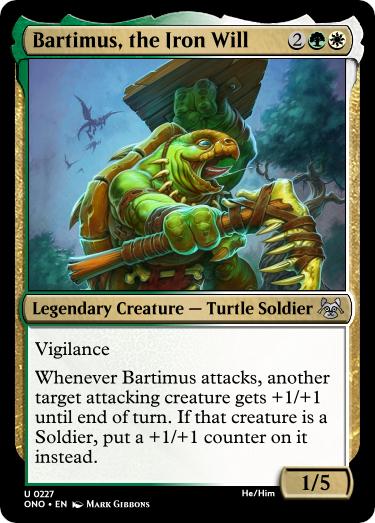 Bartimus, the Iron Will 2
Legendary Creature — Turtle Soldier
Vigilance
Whenever Bartimus attacks, another
target attacking creature gets +1/+1
until end of turn. If that creature is a
Soldier, put a +1/+1 counter on it
instead.
1/5
U 0227
ONO • EN Mark Gibbons
He/Him